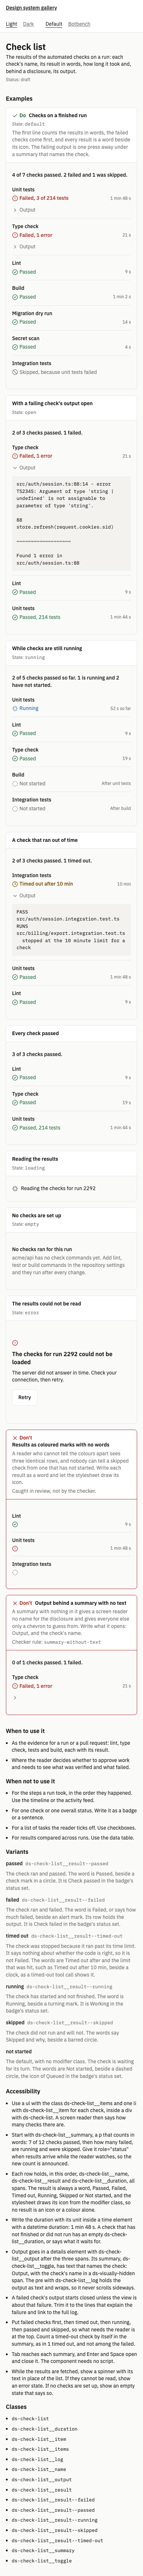 Design system gallery
Light Dark Default Botbench
Check list
The results of the automated checks on a run: each
check's name, its result in words, how long it took and,
behind a disclosure, its output.
Status: draft
Examples
Do Checks on a finished run
State: default
The first line counts the results in words, the failed
checks come first, and every result is a word beside
its icon. The failing output is one press away under
a summary that names the check.
4 of 7 checks passed. 2 failed and 1 was skipped.
Unit tests
Failed, 3 of 214 tests 1 min 48 s
Output
Type check
Failed, 1 error 21 s
Output
Lint
Passed 9 s
Build
Passed 1 min 2 s
Migration dry run
Passed 14 s
Secret scan
Passed 4 s
Integration tests
Skipped, because unit tests failed
With a failing check's output open
State: open
2 of 3 checks passed. 1 failed.
Type check
Failed, 1 error 21 s
Output
src/auth/session.ts:88:14 - error
TS2345: Argument of type 'string |
undefined' is not assignable to
parameter of type 'string'.
88
store.refresh(request.cookies.sid)
~~~~~~~~~~~~~~~~~~~
Found 1 error in
src/auth/session.ts:88
Lint
Passed 9 s
Unit tests
Passed, 214 tests 1 min 44 s
While checks are still running
State: running
2 of 5 checks passed so far. 1 is running and 2
have not started.
Unit tests
Running 52 s so far
Lint
Passed 9 s
Type check
Passed 19 s
Build
Not started After unit tests
Integration tests
Not started After build
A check that ran out of time
2 of 3 checks passed. 1 timed out.
Integration tests
Timed out after 10 min 10 min
Output
PASS
src/auth/session.integration.test.ts
RUNS
src/billing/export.integration.test.ts
stopped at the 10 minute limit for a
check
Unit tests
Passed 1 min 48 s
Lint
Passed 9 s
Every check passed
3 of 3 checks passed.
Lint
Passed 9 s
Type check
Passed 19 s
Unit tests
Passed, 214 tests 1 min 44 s
Reading the results
State: loading
Reading the checks for run 2292
No checks are set up
State: empty
No checks ran for this run
acme/api has no check commands yet. Add lint,
test or build commands in the repository settings
and they run after every change.
The results could not be read
State: error
The checks for run 2292 could not be
loaded
The server did not answer in time. Check your
connection, then retry.
Retry
Don't
Results as coloured marks with no words
A reader who cannot tell the colours apart sees
three identical rows, and nobody can tell a skipped
check from one that has not started. Write each
result as a word and let the stylesheet draw its
icon.
Caught in review, not by the checker.
Lint
9 s
Unit tests
1 min 48 s
Integration tests
Don't Output behind a summary with no text
A summary with nothing in it gives a screen reader
no name for the disclosure and gives everyone else
only a chevron to guess from. Write what it opens:
Output, and the check's name.
Checker rule: summary-without-text
0 of 1 checks passed. 1 failed.
Type check
Failed, 1 error 21 s
When to use it
As the evidence for a run or a pull request: lint, type
check, tests and build, each with its result.
Where the reader decides whether to approve work
and needs to see what was verified and what failed.
When not to use it
For the steps a run took, in the order they happened.
Use the timeline or the activity feed.
For one check or one overall status. Write it as a badge
or a sentence.
For a list of tasks the reader ticks off. Use checkboxes.
For results compared across runs. Use the data table.
Variants
passed ds-check-list__result--passed
The check ran and passed. The word is Passed, beside a
check mark in a circle. It is Check passed in the badge's
status set.
failed ds-check-list__result--failed
The check ran and failed. The word is Failed, or says how
much failed, beside an alert mark. Its row holds the
output. It is Check failed in the badge's status set.
timed out ds-check-list__result--timed-out
The check was stopped because it ran past its time limit.
It says nothing about whether the code is right, so it is
not Failed. The words are Timed out after and the limit
that was hit, such as Timed out after 10 min, beside a
clock, as a timed-out tool call shows it.
running ds-check-list__result--running
The check has started and not finished. The word is
Running, beside a turning mark. It is Working in the
badge's status set.
skipped ds-check-list__result--skipped
The check did not run and will not. The words say
Skipped and why, beside a barred circle.
not started
The default, with no modifier class. The check is waiting
for its turn. The words are Not started, beside a dashed
circle, the icon of Queued in the badge's status set.
Accessibility
Use a ul with the class ds-check-list__items and one li
with ds-check-list__item for each check, inside a div
with ds-check-list. A screen reader then says how
many checks there are.
Start with ds-check-list__summary, a p that counts in
words: 7 of 12 checks passed, then how many failed,
are running and were skipped. Give it role="status"
when results arrive while the reader watches, so the
new count is announced.
Each row holds, in this order, ds-check-list__name,
ds-check-list__result and ds-check-list__duration, all
spans. The result is always a word, Passed, Failed,
Timed out, Running, Skipped or Not started, and the
stylesheet draws its icon from the modifier class, so
no result is an icon or a colour alone.
Write the duration with its unit inside a time element
with a datetime duration: 1 min 48 s. A check that has
not finished or did not run has an empty ds-check-
list__duration, or says what it waits for.
Output goes in a details element with ds-check-
list__output after the three spans. Its summary, ds-
check-list__toggle, has text that names the check:
Output, with the check's name in a ds-visually-hidden
span. The pre with ds-check-list__log holds the
output as text and wraps, so it never scrolls sideways.
A failed check's output starts closed unless the view is
about that failure. Trim it to the lines that explain the
failure and link to the full log.
Put failed checks first, then timed out, then running,
then passed and skipped, so what needs the reader is
at the top. Count a timed-out check by itself in the
summary, as in 1 timed out, and not among the failed.
Tab reaches each summary, and Enter and Space open
and close it. The component needs no script.
While the results are fetched, show a spinner with its
text in place of the list. If they cannot be read, show
an error state. If no checks are set up, show an empty
state that says so.
Classes
ds-check-list
ds-check-list__duration
ds-check-list__item
ds-check-list__items
ds-check-list__log
ds-check-list__name
ds-check-list__output
ds-check-list__result
ds-check-list__result--failed
ds-check-list__result--passed
ds-check-list__result--running
ds-check-list__result--skipped
ds-check-list__result--timed-out
ds-check-list__summary
ds-check-list__toggle